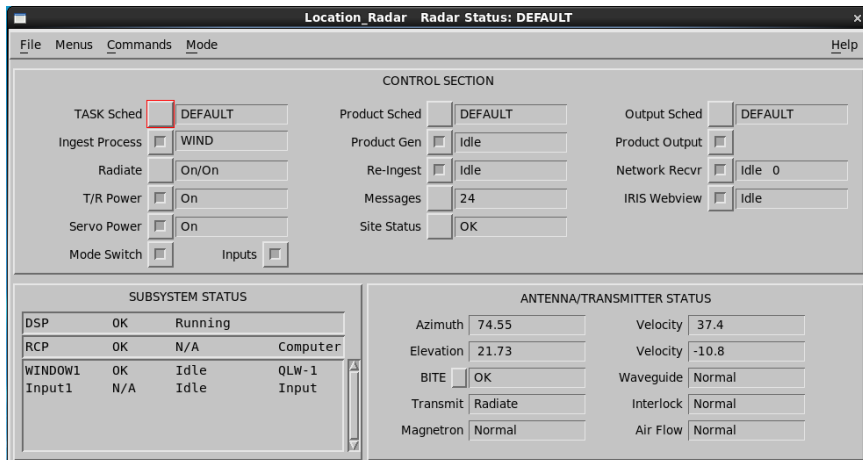 Location_Radar Radar Status: DEFAULT
File Menus Commands Mode Help
CONTROL SECTION
TASK Sched DEFAULT Product Sched DEFAULT Output Sched DEFAULT
Ingest Process WIND Product Gen Idle Product Output
Radiate On/On Re-Ingest Idle Network Recvr Idle 0
T/R Power On Messages 24 IRIS Webview Idle
Servo Power On Site Status OK
Mode Switch Inputs
SUBSYSTEM STATUS
DSP OK Running
RCP OK N/A Computer
WINDOW1 OK Idle QLW-1
Input1 N/A Idle Input
ANTENNA/TRANSMITTER STATUS
Azimuth 74.55 Velocity 37.4
Elevation 21.73 Velocity -10.8
BITE OK Waveguide Normal
Transmit Radiate Interlock Normal
Magnetron Normal Air Flow Normal